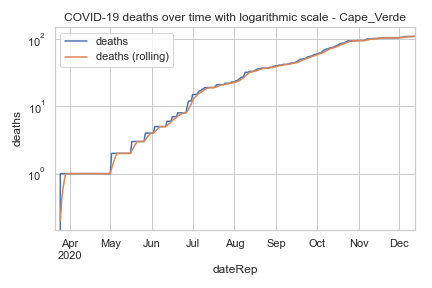 COVID-19 deaths over time with logarithmic scale - Cape_Verde
deaths
deaths (rolling)
10²
10¹
10⁰
deaths
Apr May Jun Jul Aug Sep Oct Nov Dec
2020
dateRep